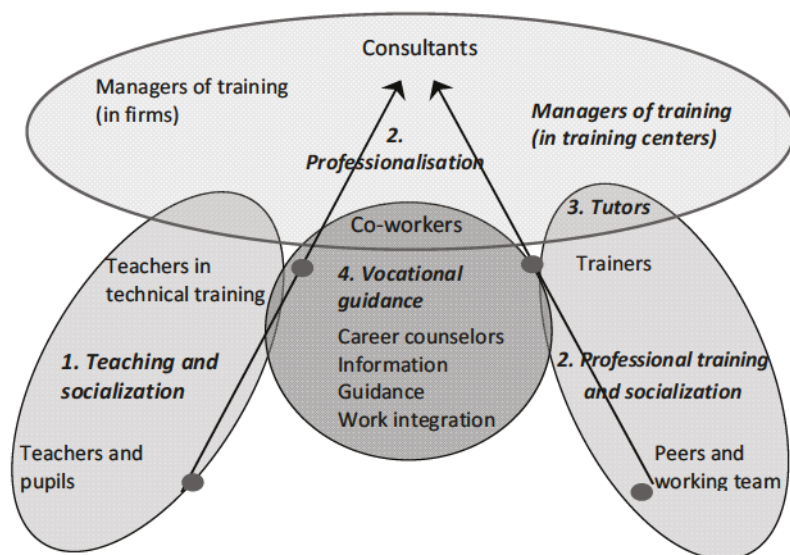 Consultants
Managers of training
(in firms)
Managers of training
(in training centers)
2.
Professionalisation
3. Tutors
Co-workers
Teachers in
technical training
Trainers
4. Vocational
guidance
Career counselors
Information
Guidance
Work integration
1. Teaching and
socialization
2. Professional training
and socialization
Teachers and
pupils
Peers and
working team